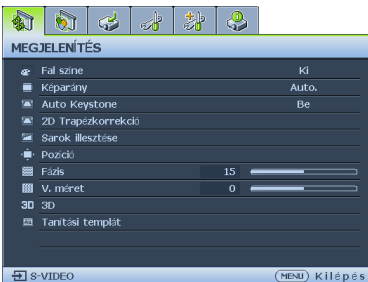 MEGJELENÍTÉS
Fal színe Ki
Képarány Auto.
Auto Keystone Be
2D Trapézkorrekció
Sarok illesztése
Pozíció
Fázis 15
V. méret 0
3D 3D
Tanítási templát
S-VIDEO MENU Kilépés